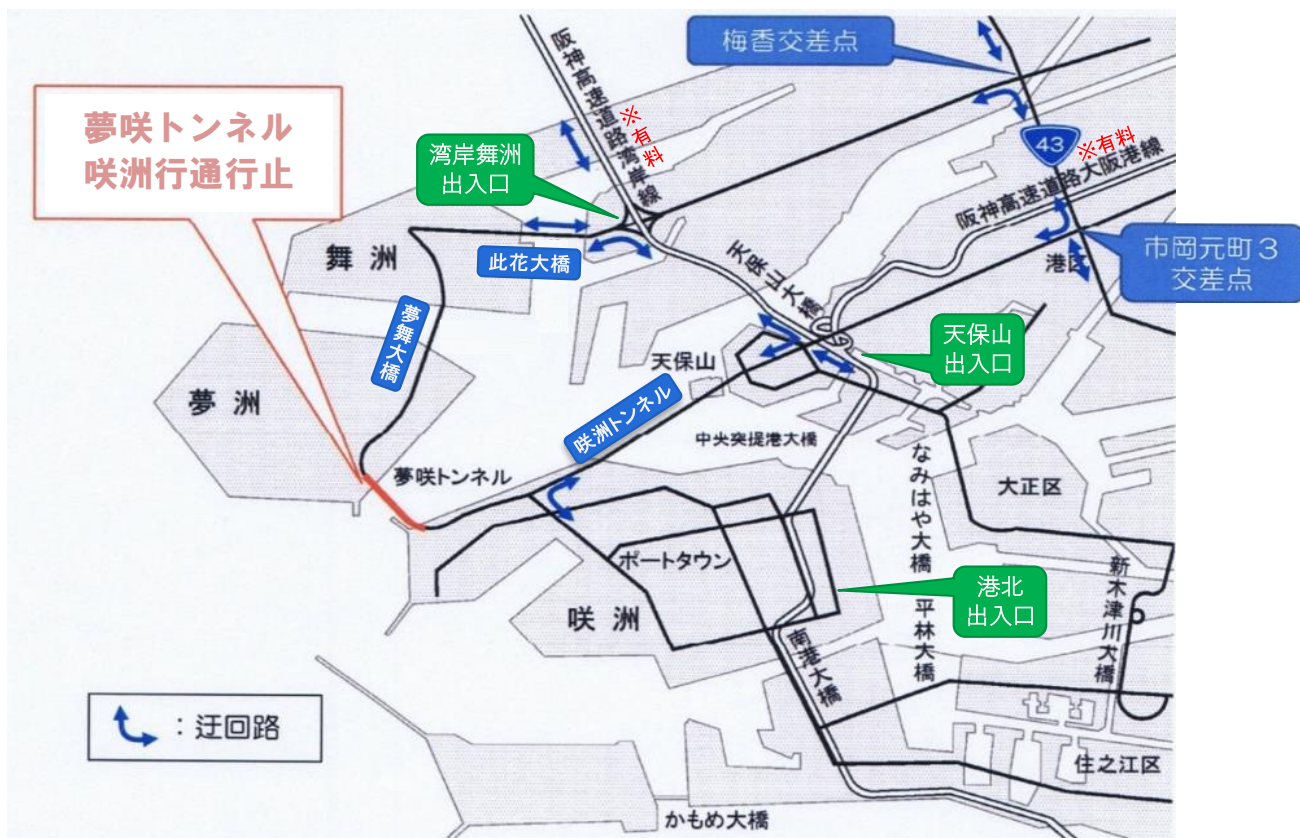 梅香交差点
阪神高速道路湾岸線
※有料
夢咲トンネル
咲洲行通行止
湾岸舞洲
出入口
43
※有料
阪神高速道路大阪港線
市岡元町3
交差点
港区
舞洲
此花大橋
天保山大橋
夢舞大橋
天保山
天保山
出入口
夢洲
咲洲トンネル
中央突提港大橋
夢咲トンネル
なみはや大橋
大正区
ポートタウン
港北
出入口
新木津川大橋
平林大橋
咲洲
南港大橋
:迂回路
住之江区
かもめ大橋